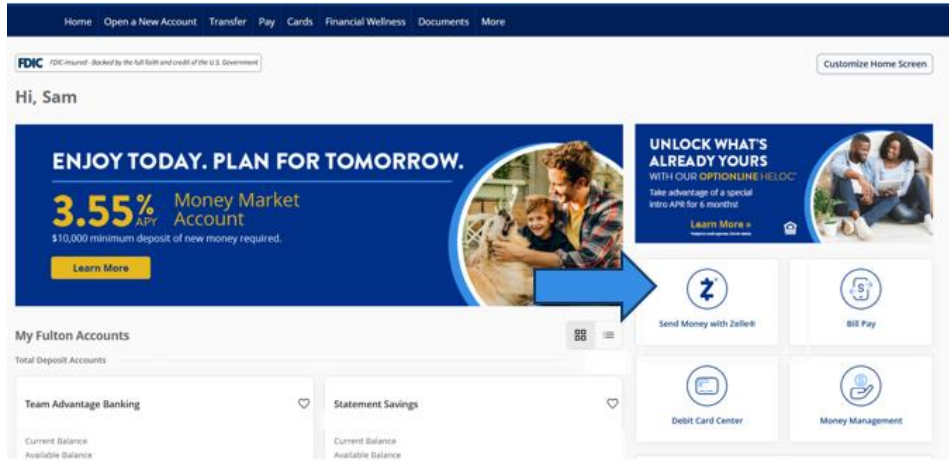 Home Open a New Account Transfer Pay Cards Financial Wellness Documents More
FDIC FDIC-Insured - Backed by the full faith and credit of the U.S. Government
Customize Home Screen
Hi, Sam
ENJOY TODAY. PLAN FOR TOMORROW.
3.55% APY Money Market Account
$10,000 minimum deposit of new money required.
Learn More
UNLOCK WHAT'S
ALREADY YOURS
WITH OUR OPTIONLINE HELOC*
Take advantage of a special
intro APR for 6 months!
Learn More »
My Fulton Accounts
Total Deposit Accounts
Team Advantage Banking
Current Balance
Available Balance
Statement Savings
Current Balance
Available Balance
Send Money with Zelle®
Bill Pay
Debit Card Center
Money Management